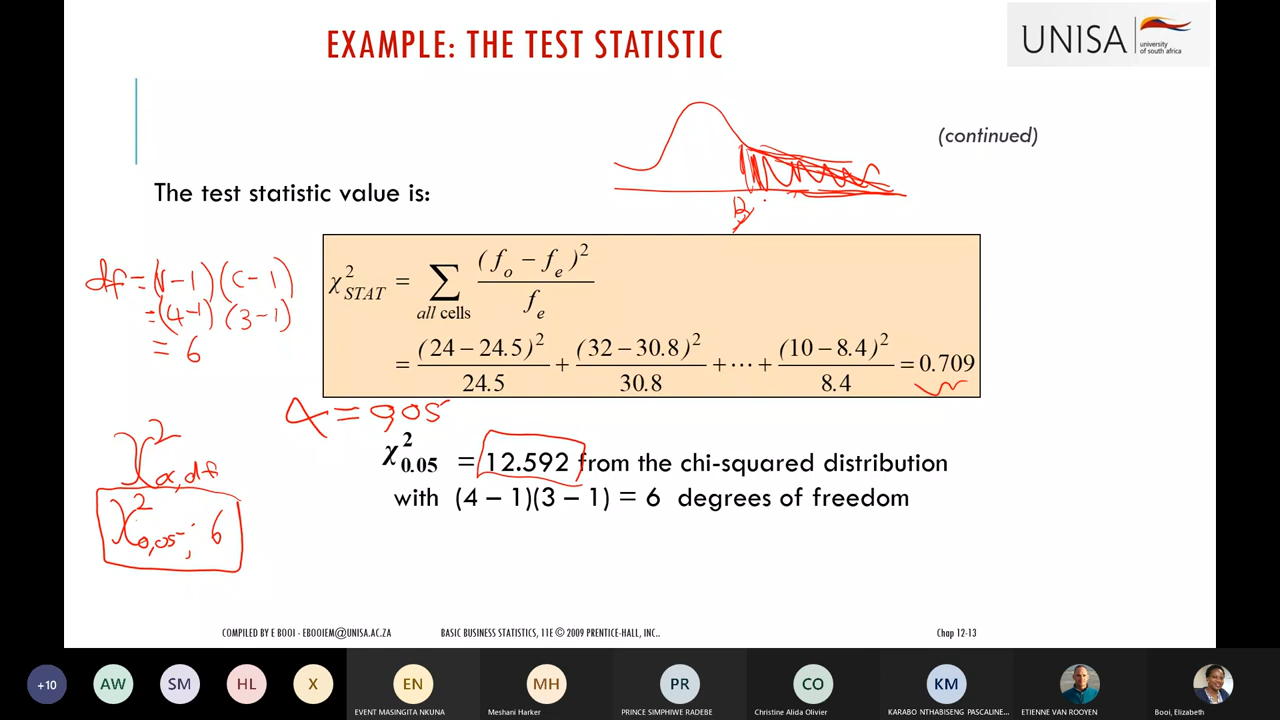 EXAMPLE: THE TEST STATISTIC
UNISA university of south africa
(continued)
The test statistic value is:
df = (r-1)(c-1)
= (4-1)(3-1)
= 6
χ²STAT = ∑ all cells (fo − fe)² / fe
= (24 − 24.5)² / 24.5 + (32 − 30.8)² / 30.8 + ⋯ + (10 − 8.4)² / 8.4 = 0.709
α = 0,05
χ²0.05 = 12.592 from the chi-squared distribution
with (4 – 1)(3 – 1) = 6 degrees of freedom
χ²α, df
χ²0,05; 6
COMPILED BY E BOOI - EBOOIEM@UNISA.AC.ZA BASIC BUSINESS STATISTICS, 11E © 2009 PRENTICE-HALL, INC.. Chap 12-13
+10 AW SM HL X EN MH PR CO KM
EVENT MASINGITA NKUNA Meshani Harker PRINCE SIMPHIWE RADEBE Christine Alida Olivier KARABO NTHABISENG PASCALINE... ETIENNE VAN ROOYEN Booi, Elizabeth